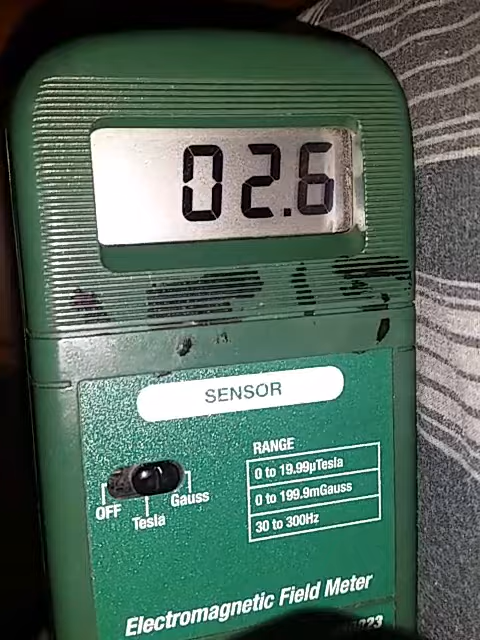 02.6
SENSOR
RANGE
0 to 19.99µTesla
0 to 199.9mGauss
30 to 300Hz
OFF
Tesla
Gauss
Electromagnetic Field Meter